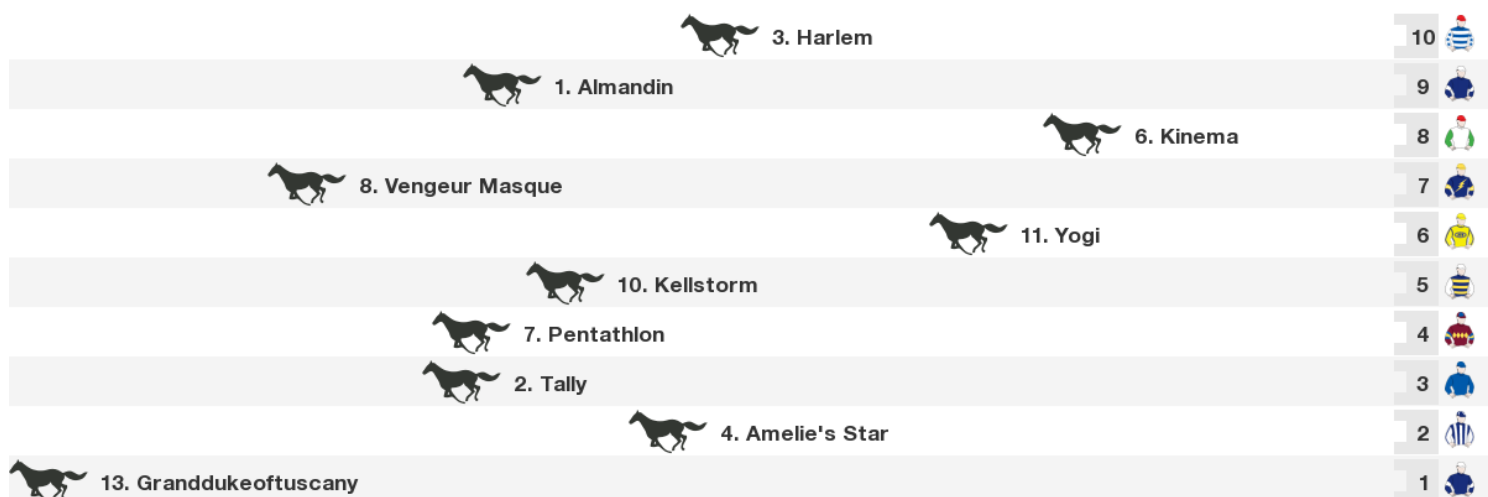 3. Harlem 10
1. Almandin 9
6. Kinema 8
8. Vengeur Masque 7
11. Yogi 6
10. Kellstorm 5
7. Pentathlon 4
2. Tally 3
4. Amelie's Star 2
13. Granddukeoftuscany 1